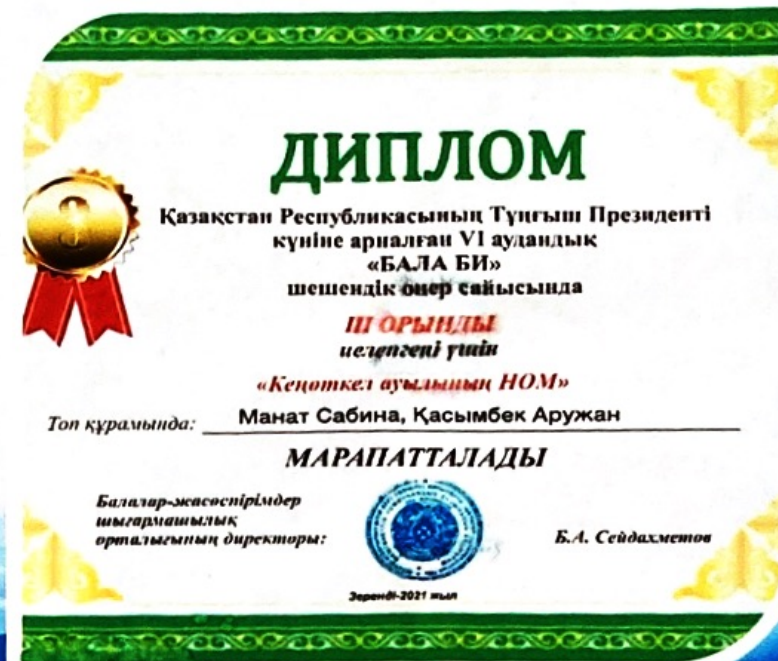 3
ДИПЛОМ
Қазақстан Республикасының Тұңғыш Президенті
күніне арналған VI аудандық
«БАЛА БИ»
шешендік өнер сайысында
III ОРЫНДЫ
иеленгені үшін
«Кеңөткел ауылының НОМ»
Топ құрамында: Манат Сабина, Қасымбек Аружан
МАРАПАТТАЛАДЫ
Балалар-жасөспірімдер
шығармашылық
орталығының директоры: Б.А. Сейдахметов
Зеренді-2021 жыл